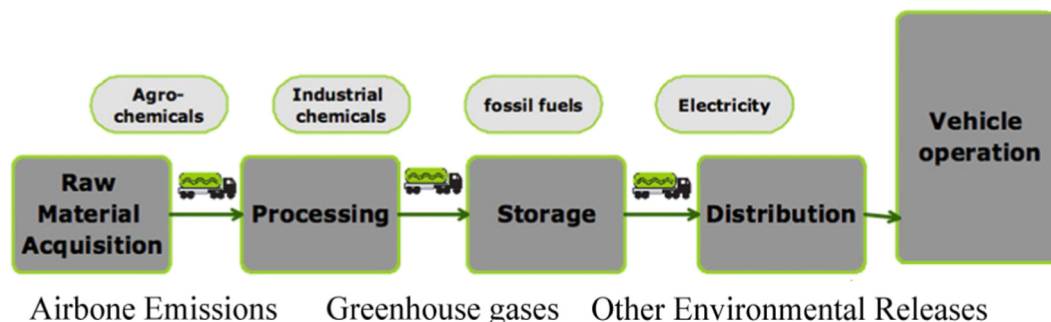 Agro-
chemicals
Industrial
chemicals
fossil fuels
Electricity
Vehicle
operation
Raw
Material
Acquisition
Processing
Storage
Distribution
Airbone Emissions Greenhouse gases Other Environmental Releases